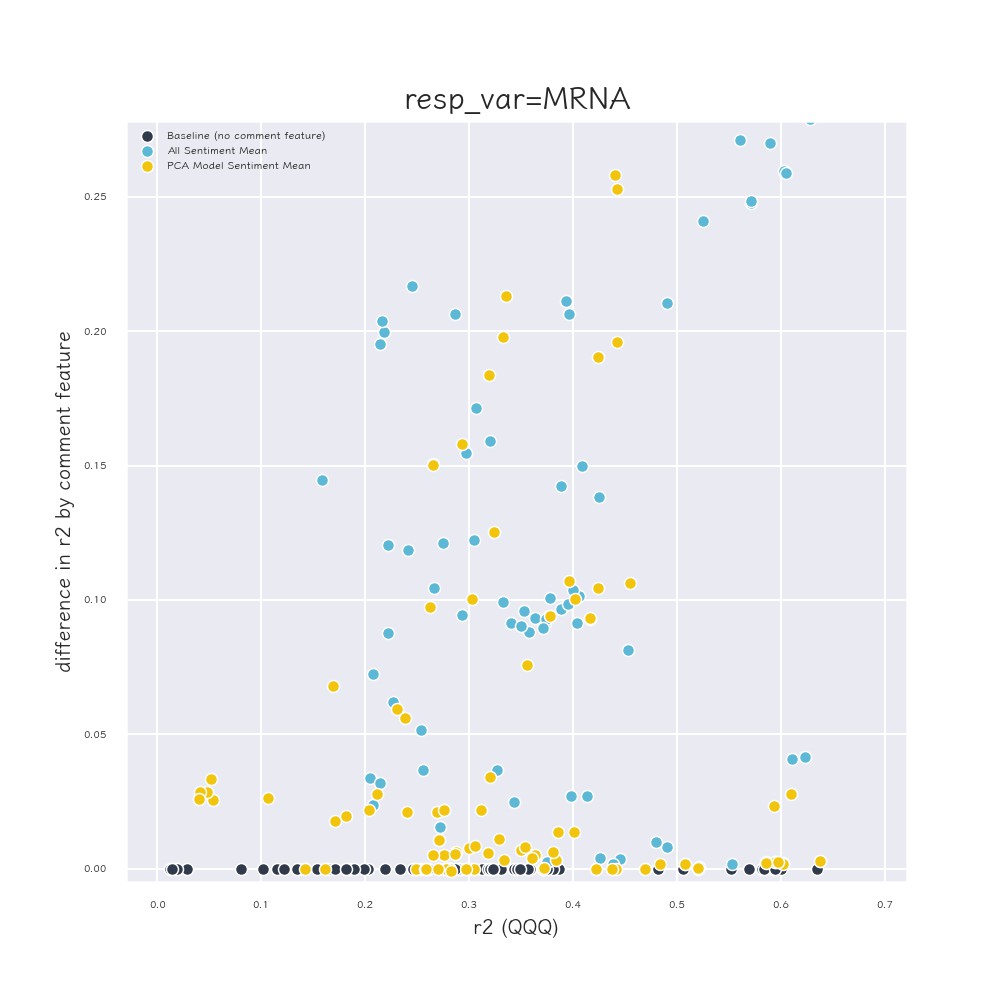 resp_var=MRNA
Baseline (no comment feature)
All Sentiment Mean
PCA Model Sentiment Mean
difference in r2 by comment feature
0.25
0.20
0.15
0.10
0.05
0.00
0.0 0.1 0.2 0.3 0.4 0.5 0.6 0.7
r2 (QQQ)